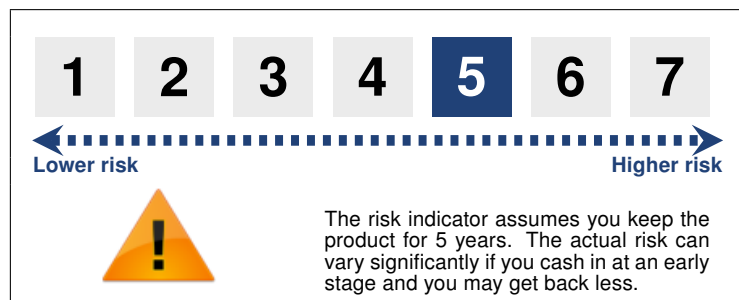 1 2 3 4 5 6 7
Lower risk Higher risk
!
The risk indicator assumes you keep the
product for 5 years. The actual risk can
vary significantly if you cash in at an early
stage and you may get back less.